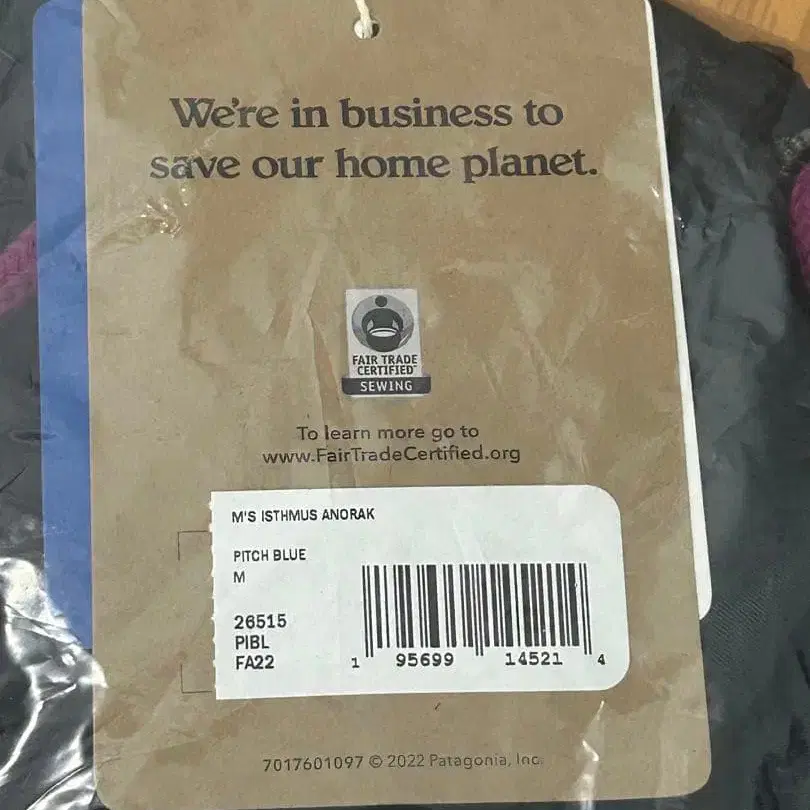 We're in business to
save our home planet.
FAIR TRADE
CERTIFIED™
SEWING
To learn more go to
www.FairTradeCertified.org
M'S ISTHMUS ANORAK
PITCH BLUE
M
26515
PIBL
FA22
1 95699 14521 4
7017601097 © 2022 Patagonia, Inc.